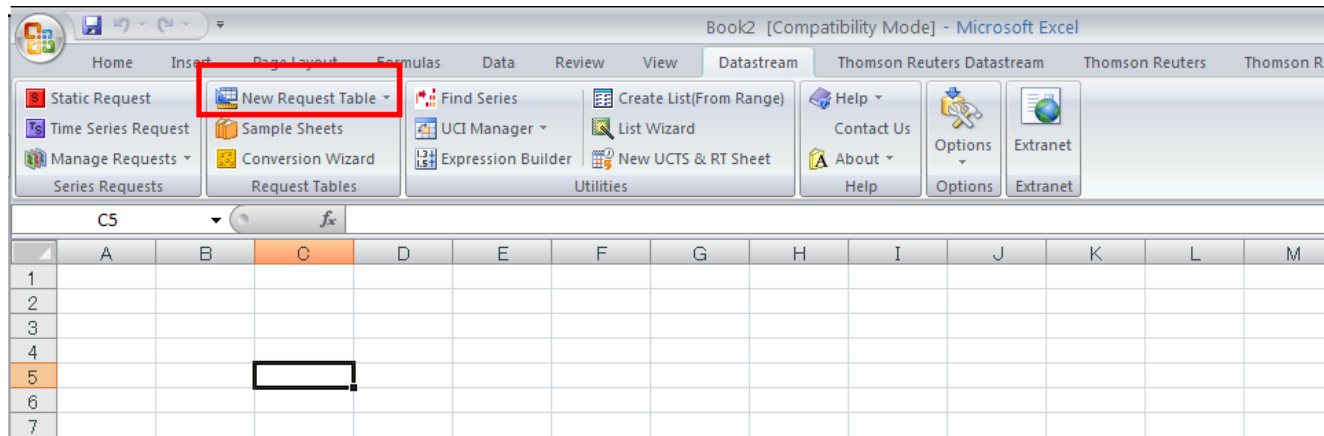 Book2 [Compatibility Mode] - Microsoft Excel
Home Insert Page Layout Formulas Data Review View Datastream Thomson Reuters Datastream Thomson Reuters Thomson R
Static Request New Request Table Find Series Create List(From Range) Help
Time Series Request Sample Sheets UCI Manager List Wizard Contact Us Options Extranet
Manage Requests Conversion Wizard Expression Builder New UCTS & RT Sheet About
Series Requests Request Tables Utilities Help Options Extranet
C5 fx
A B C D E F G H I J K L M
1
2
3
4
5
6
7